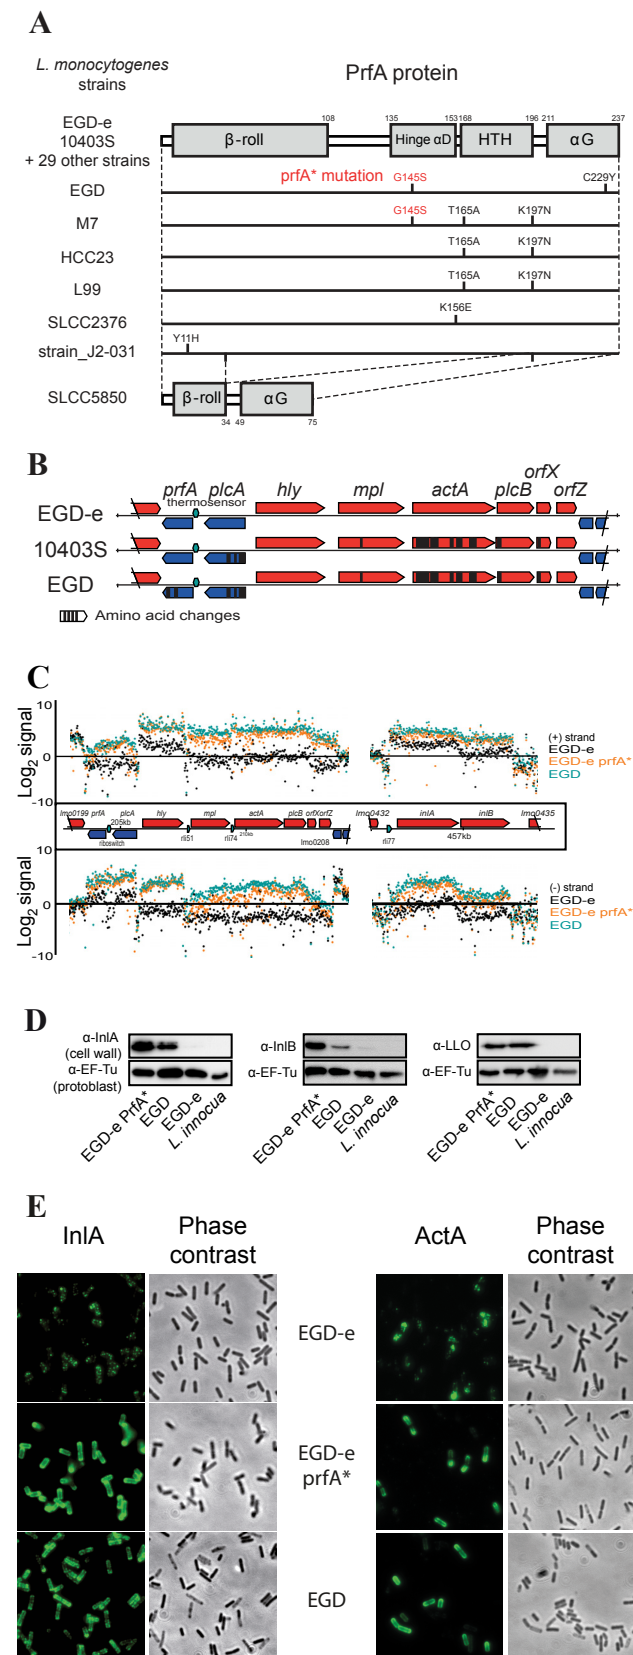 A
L. monocytogenes
strains
PrfA protein
EGD-e
10403S
+ 29 other strains
108
135
153
168
196
211
237
β-roll
Hinge αD
HTH
αG
prfA* mutation
G145S
C229Y
EGD
G145S
T165A
K197N
M7
T165A
K197N
HCC23
T165A
K197N
L99
K156E
SLCC2376
Y11H
strain_J2-031
SLCC5850
β-roll
αG
34
49
75
B
orfX
prfA
plcA
hly
mpl
actA
plcB
orfZ
thermosensor
EGD-e
10403S
EGD
Amino acid changes
C
Log2 signal
10
0
-10
(+) strand
EGD-e
EGD-e prfA*
EGD
lmo0199
prfA
plcA
hly
mpl
actA
plcB
orfX
orfZ
lmo0432
inlA
inlB
lmo0435
205kb
riboswitch
rli51
rli74
210kb
lmo0208
rli77
457kb
Log2 signal
10
0
-10
(-) strand
EGD-e
EGD-e prfA*
EGD
D
α-InlA
(cell wall)
α-EF-Tu
(protoblast)
EGD-e PrfA*
EGD
EGD-e
L. innocua
α-InlB
α-EF-Tu
EGD-e PrfA*
EGD
EGD-e
L. innocua
α-LLO
α-EF-Tu
EGD-e PrfA*
EGD
EGD-e
L. innocua
E
InlA
Phase
contrast
ActA
Phase
contrast
EGD-e
EGD-e
prfA*
EGD